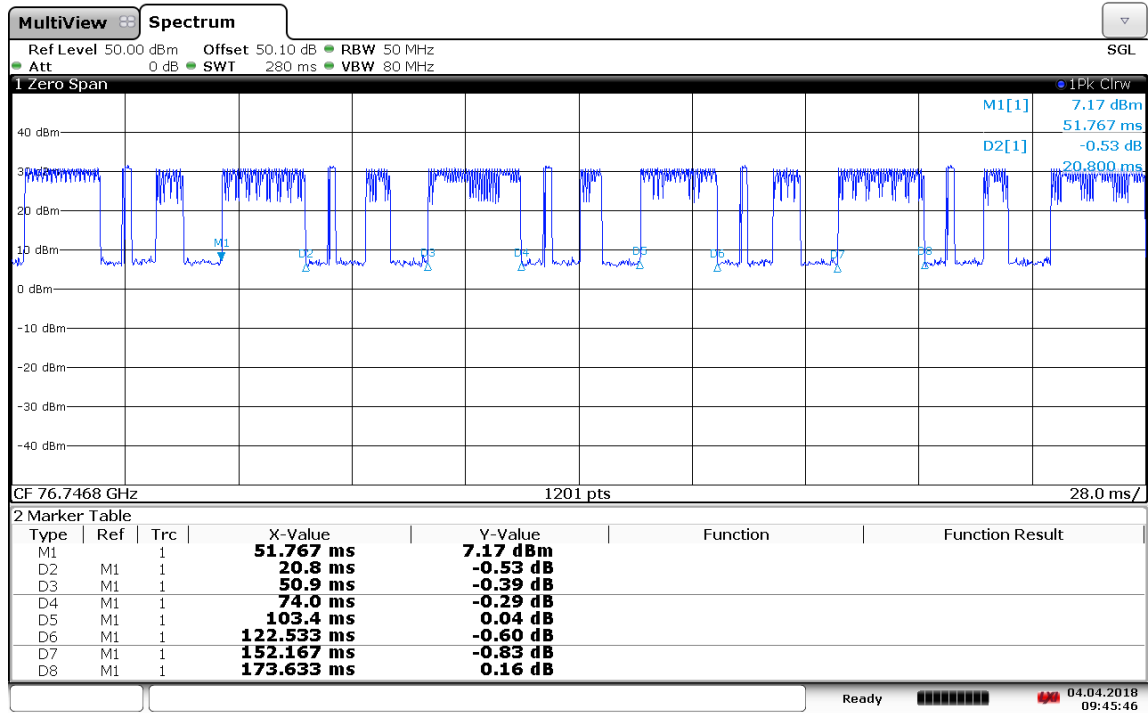 MultiView Spectrum
Ref Level 50.00 dBm Offset 50.10 dB RBW 50 MHz SGL
Att 0 dB SWT 280 ms VBW 80 MHz
1 Zero Span 1Pk Clrw
M1[1] 7.17 dBm
51.767 ms
D2[1] -0.53 dB
20.800 ms
40 dBm
30 dBm
20 dBm
M1
10 dBm D2 D3 D4 D5 D6 D7 D8
0 dBm
-10 dBm
-20 dBm
-30 dBm
-40 dBm
CF 76.7468 GHz 1201 pts 28.0 ms/
2 Marker Table
Type Ref Trc X-Value Y-Value Function Function Result
M1 1 51.767 ms 7.17 dBm
D2 M1 1 20.8 ms -0.53 dB
D3 M1 1 50.9 ms -0.39 dB
D4 M1 1 74.0 ms -0.29 dB
D5 M1 1 103.4 ms 0.04 dB
D6 M1 1 122.533 ms -0.60 dB
D7 M1 1 152.167 ms -0.83 dB
D8 M1 1 173.633 ms 0.16 dB
Ready 04.04.2018
09:45:46